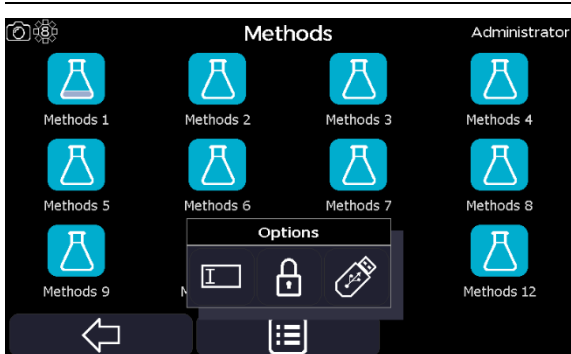 8
Methods
Administrator
Methods 1
Methods 2
Methods 3
Methods 4
Methods 5
Methods 6
Methods 7
Methods 8
Options
Methods 9
M
Methods 12